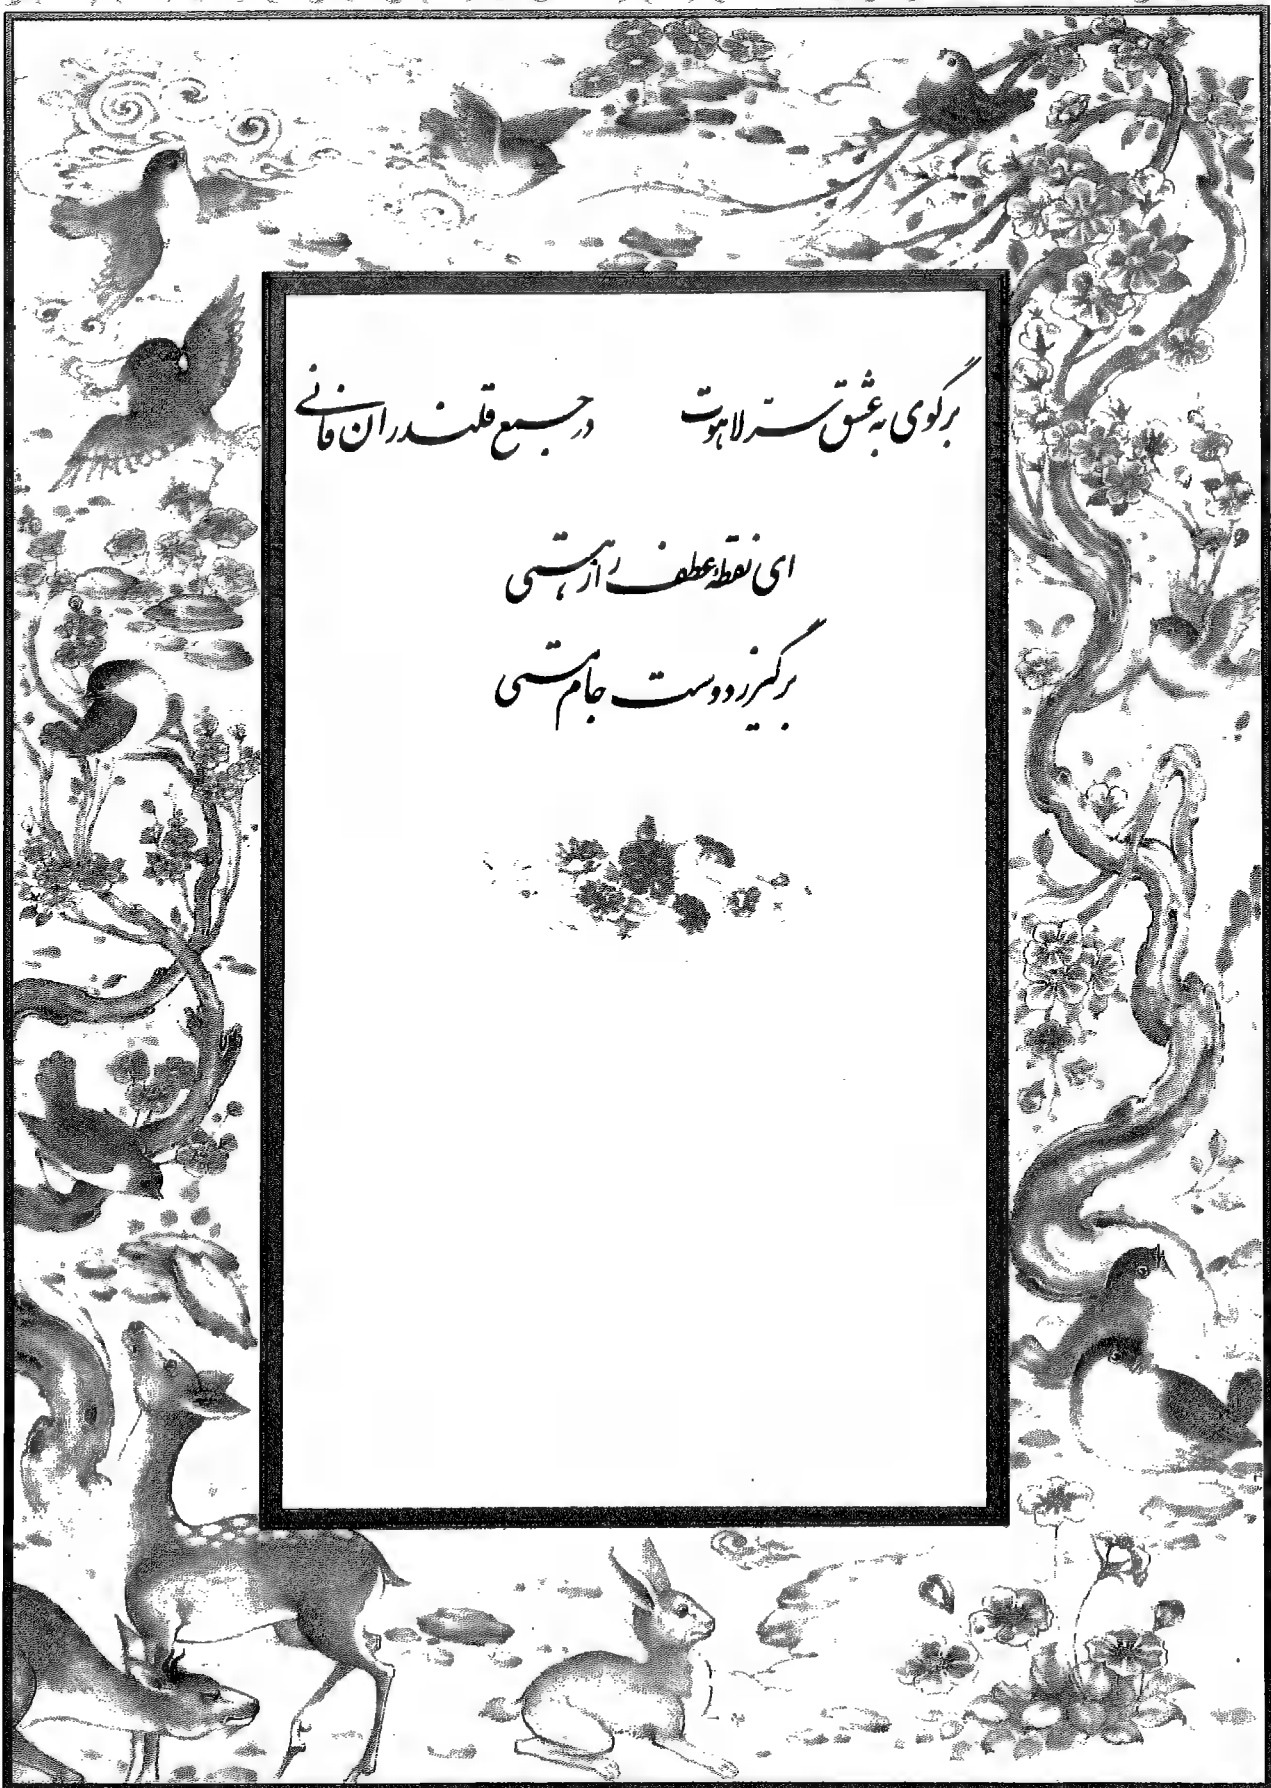 برگوی به عشق سرّ لاهوت در جمع قلندران فانی
ای نقطه عطف راز هستی
برگیر ز دوست جام مستی